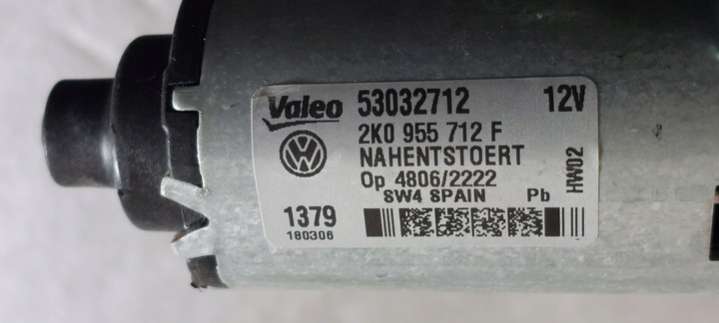 Valeo 53032712 12V
2K0 955 712 F
NAHENTSTOERT
Op 4806/2222
SW4 SPAIN Pb
HW02
1379
180306